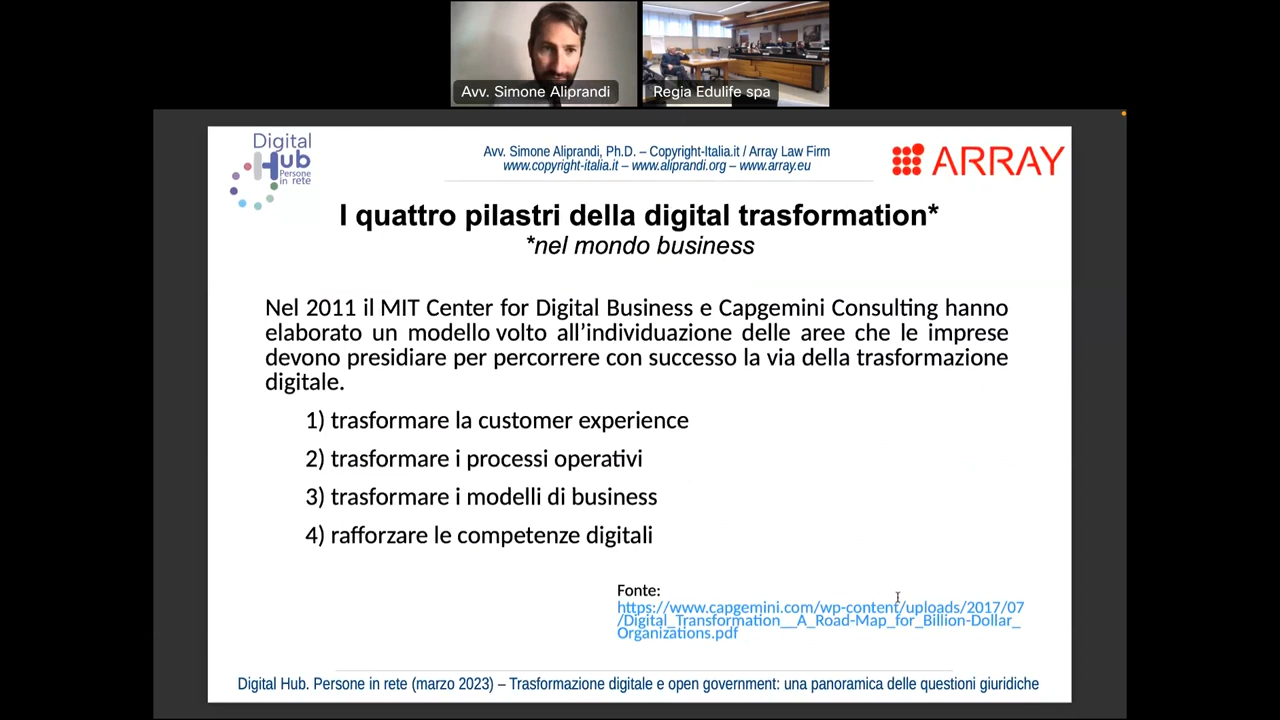 Avv. Simone Aliprandi
Regia Edulife spa
Digital
Hub
Persone
in rete
Avv. Simone Aliprandi, Ph.D. – Copyright-Italia.it / Array Law Firm
www.copyright-italia.it – www.aliprandi.org – www.array.eu
ARRAY
I quattro pilastri della digital trasformation*
*nel mondo business
Nel 2011 il MIT Center for Digital Business e Capgemini Consulting hanno
elaborato un modello volto all’individuazione delle aree che le imprese
devono presidiare per percorrere con successo la via della trasformazione
digitale.
1) trasformare la customer experience
2) trasformare i processi operativi
3) trasformare i modelli di business
4) rafforzare le competenze digitali
Fonte:
https://www.capgemini.com/wp-content/uploads/2017/07
/Digital_Transformation__A_Road-Map_for_Billion-Dollar_
Organizations.pdf
Digital Hub. Persone in rete (marzo 2023) – Trasformazione digitale e open government: una panoramica delle questioni giuridiche